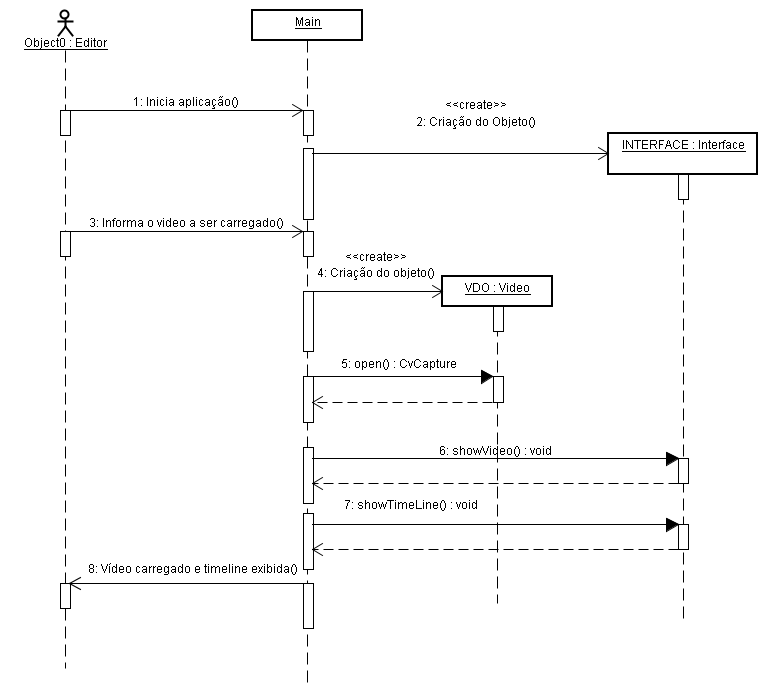 Main
Object0 : Editor
1: Inicia aplicação()
<<create>>
2: Criação do Objeto()
INTERFACE : Interface
3: Informa o video a ser carregado()
<<create>>
4: Criação do objeto()
VDO : Video
5: open() : CvCapture
6: showVideo() : void
7: showTimeLine() : void
8: Vídeo carregado e timeline exibida()